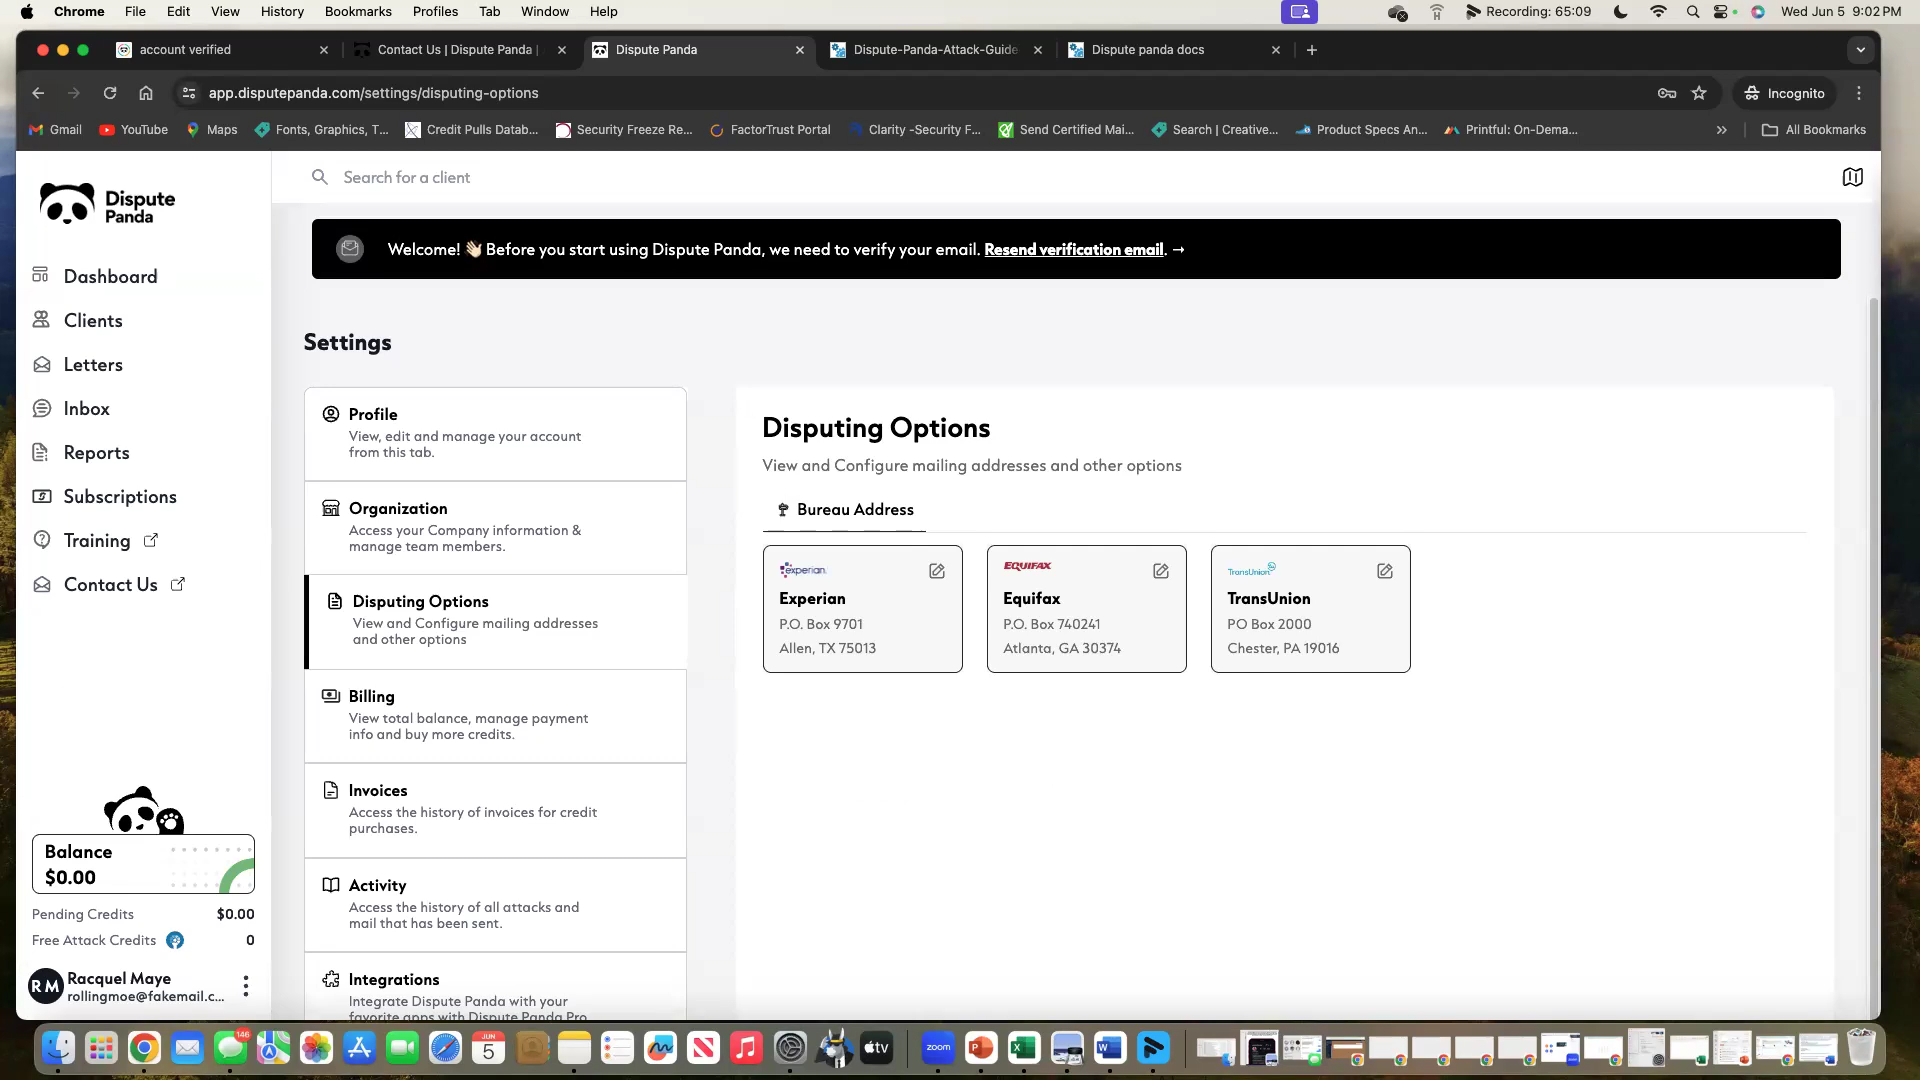 Chrome File Edit View History Bookmarks Profiles Tab Window Help
Recording: 65:09 Wed Jun 5 9:02 PM
account verified
Contact Us | Dispute Panda |
Dispute Panda
Dispute-Panda-Attack-Guide
Dispute panda docs
app.disputepanda.com/settings/disputing-options
Incognito
Gmail YouTube Maps Fonts, Graphics, T... Credit Pulls Datab... Security Freeze Re... FactorTrust Portal Clarity -Security F... Send Certified Mai... Search | Creative... Product Specs An... Printful: On-Dema... » All Bookmarks
Dispute
Panda
Search for a client
Welcome! 👋🏻 Before you start using Dispute Panda, we need to verify your email. Resend verification email. →
Dashboard
Clients
Letters
Inbox
Reports
Subscriptions
Training
Contact Us
Balance
$0.00
Pending Credits $0.00
Free Attack Credits 0
RM
Racquel Maye
rollingmoe@fakemail.c...
Settings
Profile
View, edit and manage your account
from this tab.
Organization
Access your Company information &
manage team members.
Disputing Options
View and Configure mailing addresses
and other options
Billing
View total balance, manage payment
info and buy more credits.
Invoices
Access the history of invoices for credit
purchases.
Activity
Access the history of all attacks and
mail that has been sent.
Integrations
Integrate Dispute Panda with your
favorite apps with Dispute Panda Pro
Disputing Options
View and Configure mailing addresses and other options
Bureau Address
experian.
Experian
P.O. Box 9701
Allen, TX 75013
EQUIFAX
Equifax
P.O. Box 740241
Atlanta, GA 30374
TransUnion
TransUnion
PO Box 2000
Chester, PA 19016
146
JUN
5
tv
zoom